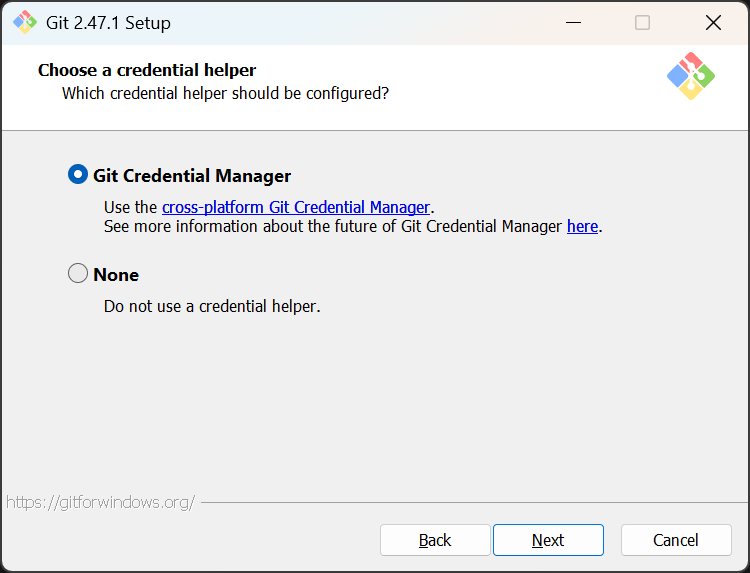 Git 2.47.1 Setup
Choose a credential helper
Which credential helper should be configured?
Git Credential Manager
Use the cross-platform Git Credential Manager.
See more information about the future of Git Credential Manager here.
None
Do not use a credential helper.
https://gitforwindows.org/
Back Next Cancel